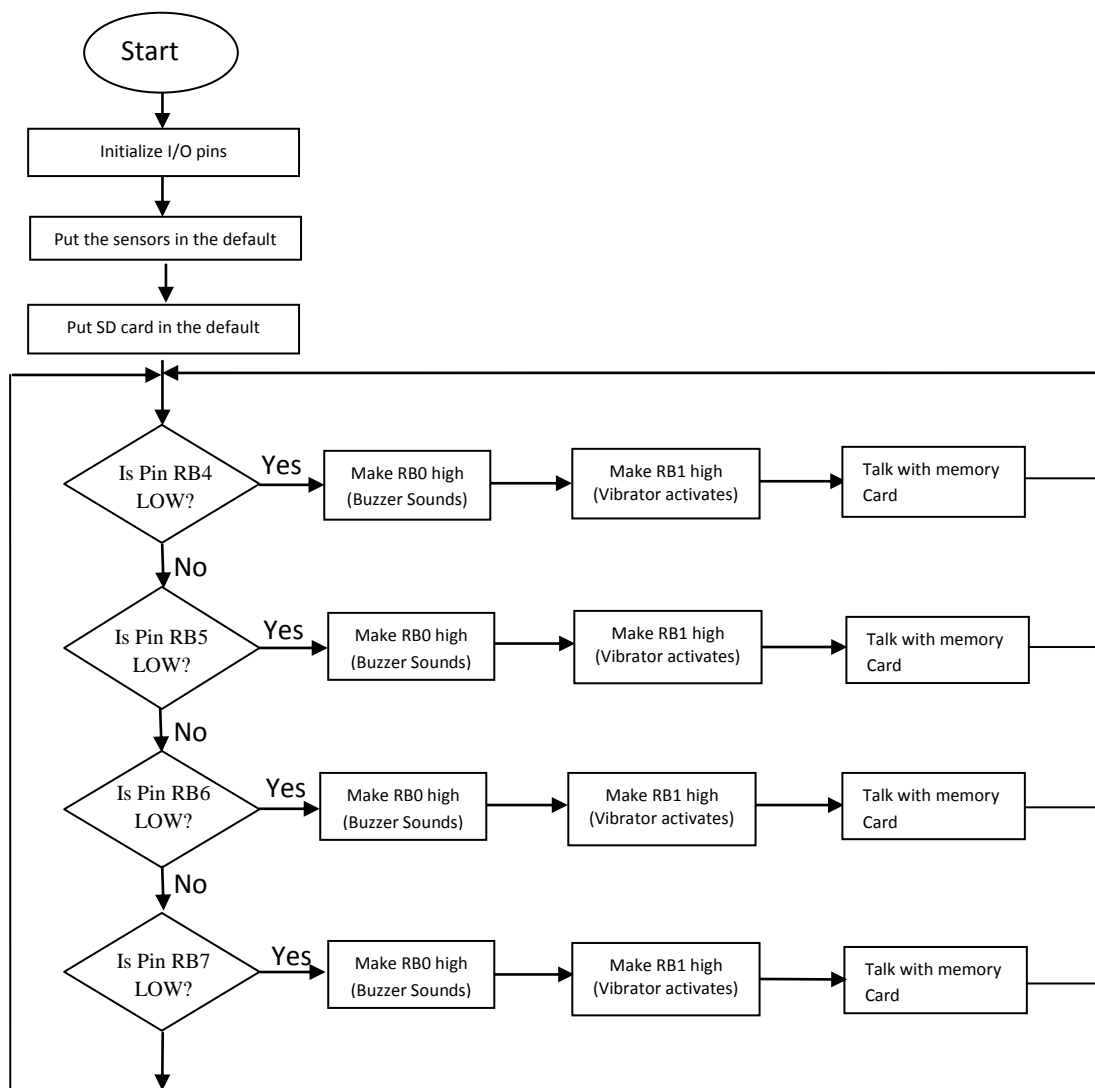 Start
Initialize I/O pins
Put the sensors in the default
Put SD card in the default
Is Pin RB4
LOW?
Yes
Make RB0 high
(Buzzer Sounds)
Make RB1 high
(Vibrator activates)
Talk with memory
Card
No
Is Pin RB5
LOW?
Yes
Make RB0 high
(Buzzer Sounds)
Make RB1 high
(Vibrator activates)
Talk with memory
Card
No
Is Pin RB6
LOW?
Yes
Make RB0 high
(Buzzer Sounds)
Make RB1 high
(Vibrator activates)
Talk with memory
Card
No
Is Pin RB7
LOW?
Yes
Make RB0 high
(Buzzer Sounds)
Make RB1 high
(Vibrator activates)
Talk with memory
Card